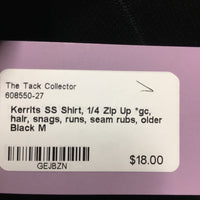 The Tack Collector
608550-27
Kerrits SS Shirt, 1/4 Zip Up *gc,
hair, snags, runs, seam rubs, older
Black M
GEJBZN
$18.00